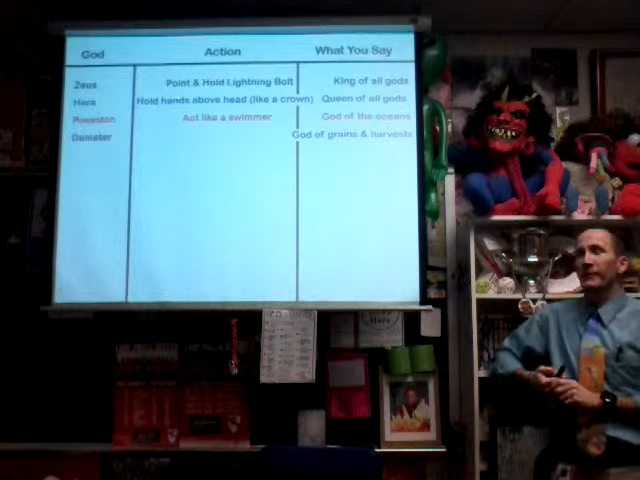 God Action What You Say
Zeus Point & Hold Lightning Bolt King of all gods
Hera Hold hands above head (like a crown) Queen of all gods
Poseidon Act like a swimmer God of the oceans
Demeter God of grains & harvests